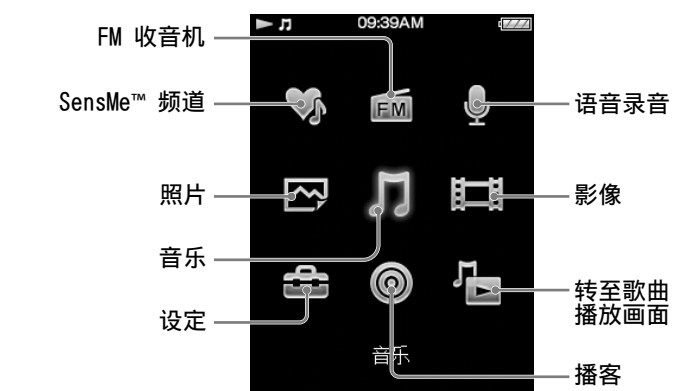 09:39AM
FM 收音机
SensMe™ 频道
FM
语音录音
照片
影像
音乐
设定
转至歌曲
播放画面
音乐
播客